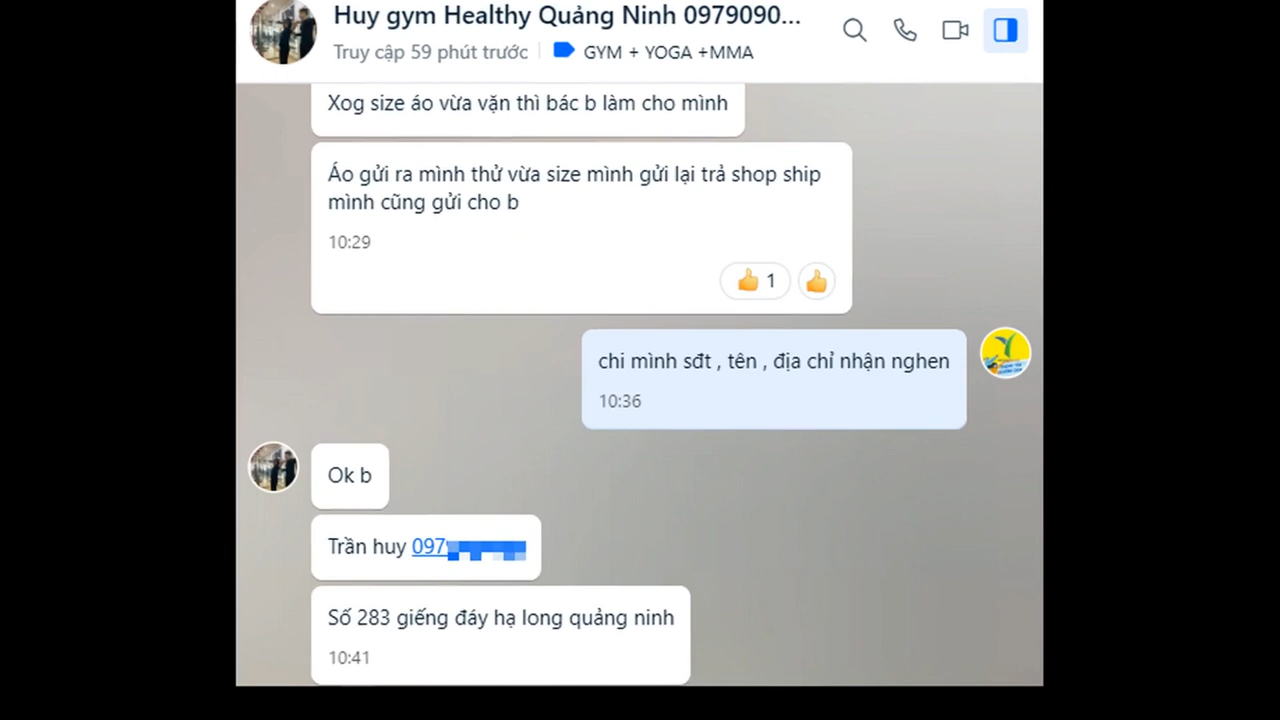 Huy gym Healthy Quảng Ninh 0979090...
Truy cập 59 phút trước
GYM + YOGA +MMA
Xog size áo vừa vặn thì bác b làm cho mình
Áo gửi ra mình thử vừa size mình gửi lại trả shop ship
mình cũng gửi cho b
10:29
1
chi mình sđt , tên , địa chỉ nhận nghen
10:36
Ok b
Trần huy 097
Số 283 giếng đáy hạ long quảng ninh
10:41